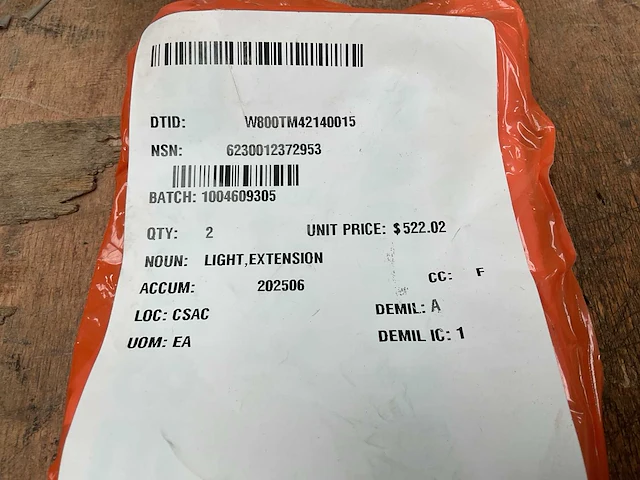 DTID: W800TM42140015
NSN: 6230012372953
BATCH: 1004609305
QTY: 2 UNIT PRICE: $522.02
NOUN: LIGHT,EXTENSION
CC: F
ACCUM: 202506
LOC: CSAC DEMIL: A
UOM: EA DEMIL IC: 1